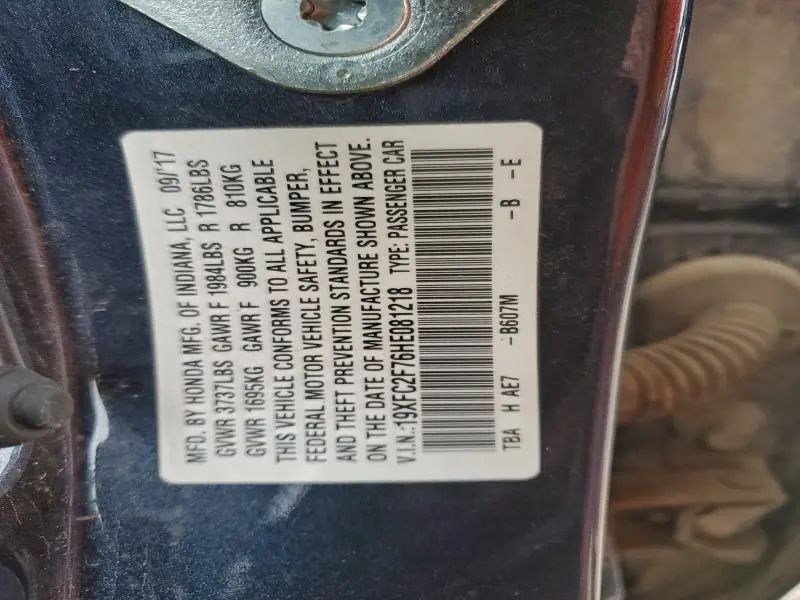 MFD. BY HONDA MFG. OF INDIANA, LLC 09/'17
GVWR 3737LBS GAWR F 1984LBS R 1786LBS
GVWR 1695KG GAWR F 900KG R 810KG
THIS VEHICLE CONFORMS TO ALL APPLICABLE
FEDERAL MOTOR VEHICLE SAFETY, BUMPER,
AND THEFT PREVENTION STANDARDS IN EFFECT
ON THE DATE OF MANUFACTURE SHOWN ABOVE.
V.I.N.:19XFC2F76HE081218 TYPE: PASSENGER CAR
TBA H AE7 -B607M -B -E